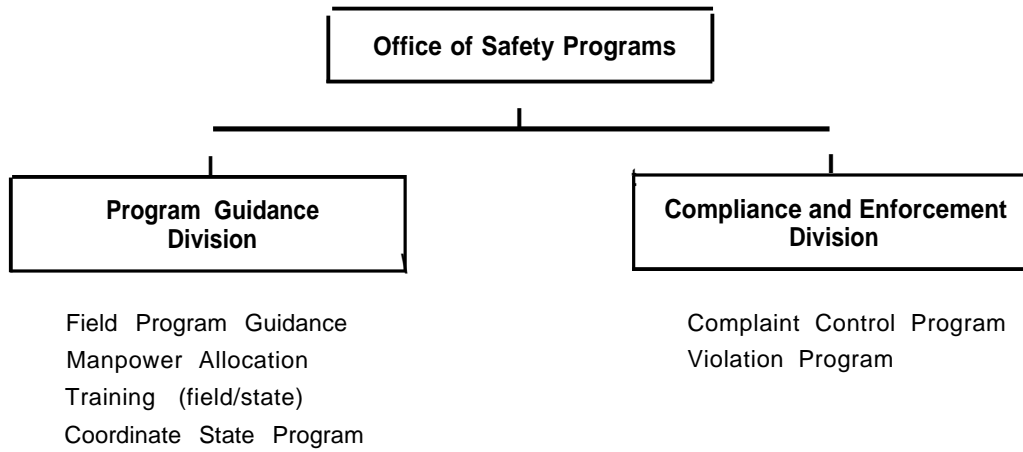 Office of Safety Programs
Program Guidance
Division
Compliance and Enforcement
Division
Field Program Guidance
Manpower Allocation
Training (field/state)
Coordinate State Program
Complaint Control Program
Violation Program